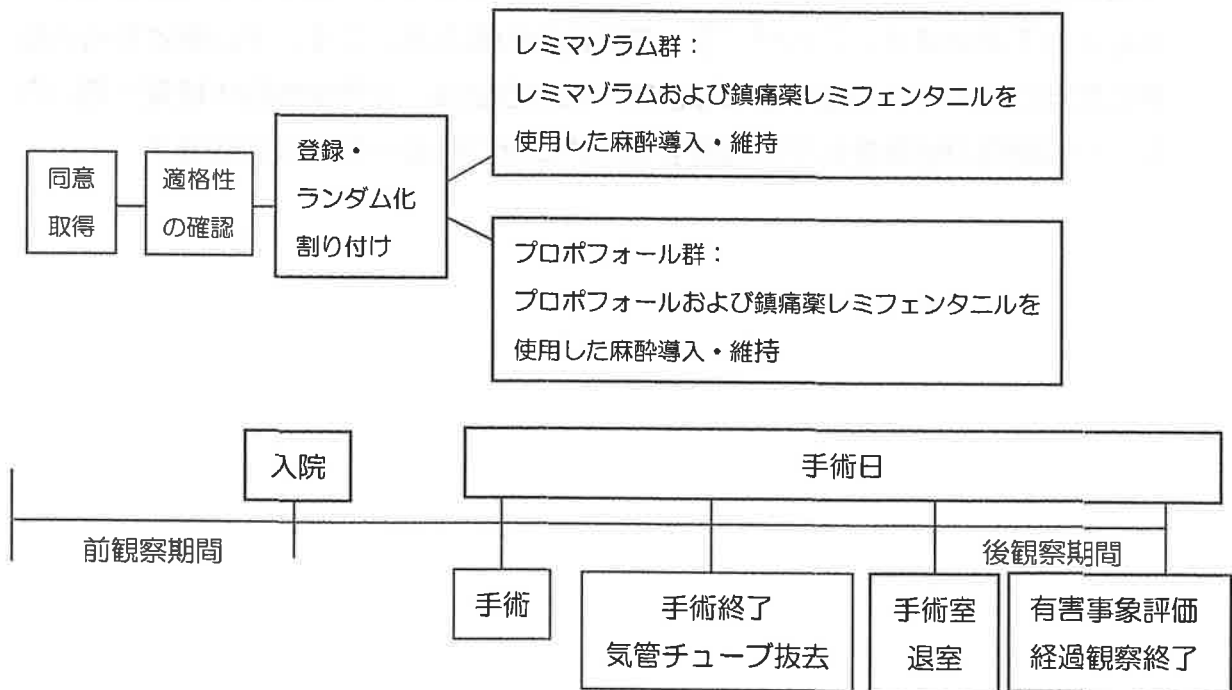 同意
取得
適格性
の確認
登録・
ランダム化
割り付け
レミマゾラム群：
レミマゾラムおよび鎮痛薬レミフェンタニルを
使用した麻酔導入・維持
プロポフォール群：
プロポフォールおよび鎮痛薬レミフェンタニルを
使用した麻酔導入・維持
入院
手術日
前観察期間
後観察期間
手術
手術終了
気管チューブ抜去
手術室
退室
有害事象評価
経過観察終了